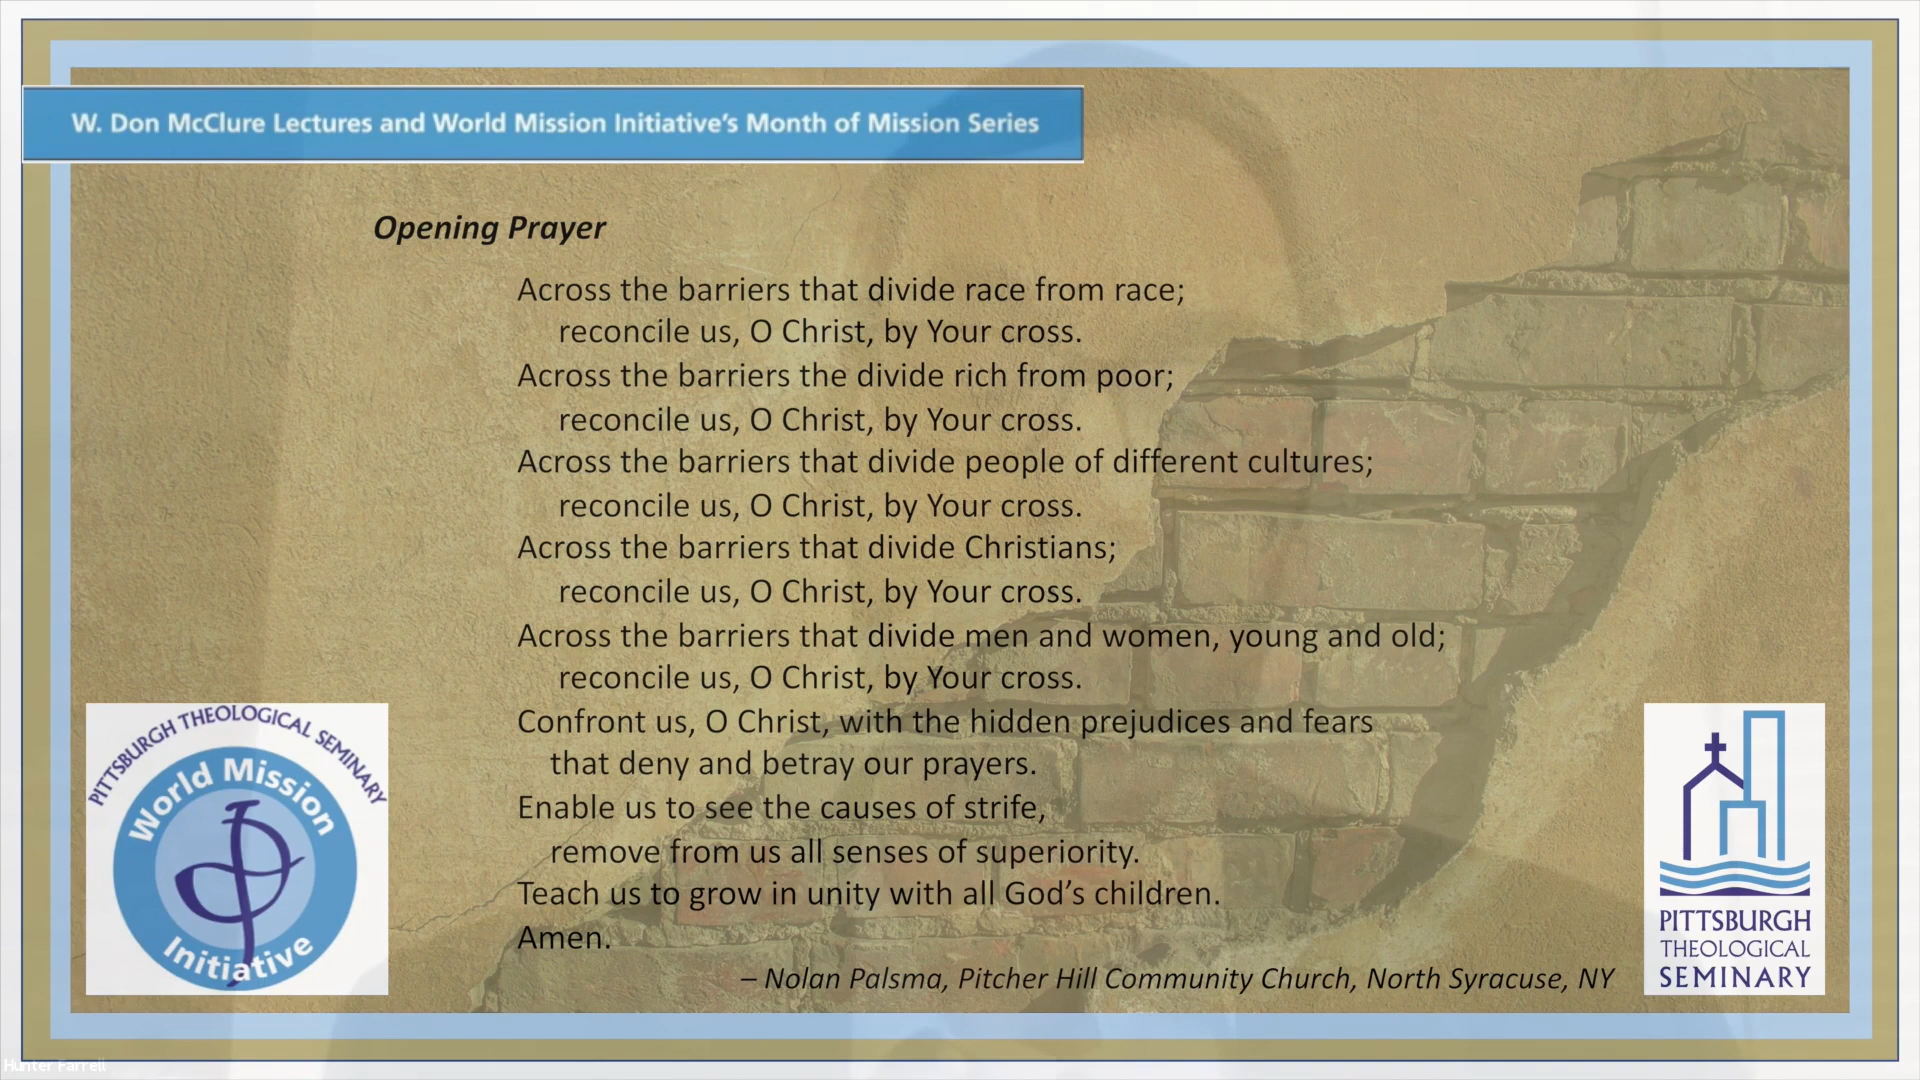 W. Don McClure Lectures and World Mission Initiative's Month of Mission Series
Opening Prayer
Across the barriers that divide race from race;
reconcile us, O Christ, by Your cross.
Across the barriers the divide rich from poor;
reconcile us, O Christ, by Your cross.
Across the barriers that divide people of different cultures;
reconcile us, O Christ, by Your cross.
Across the barriers that divide Christians;
reconcile us, O Christ, by Your cross.
Across the barriers that divide men and women, young and old;
reconcile us, O Christ, by Your cross.
Confront us, O Christ, with the hidden prejudices and fears
that deny and betray our prayers.
Enable us to see the causes of strife,
remove from us all senses of superiority.
Teach us to grow in unity with all God’s children.
Amen.
– Nolan Palsma, Pitcher Hill Community Church, North Syracuse, NY
PITTSBURGH THEOLOGICAL SEMINARY
World Mission
Initiative
PITTSBURGH
THEOLOGICAL
SEMINARY
Hunter Farrell